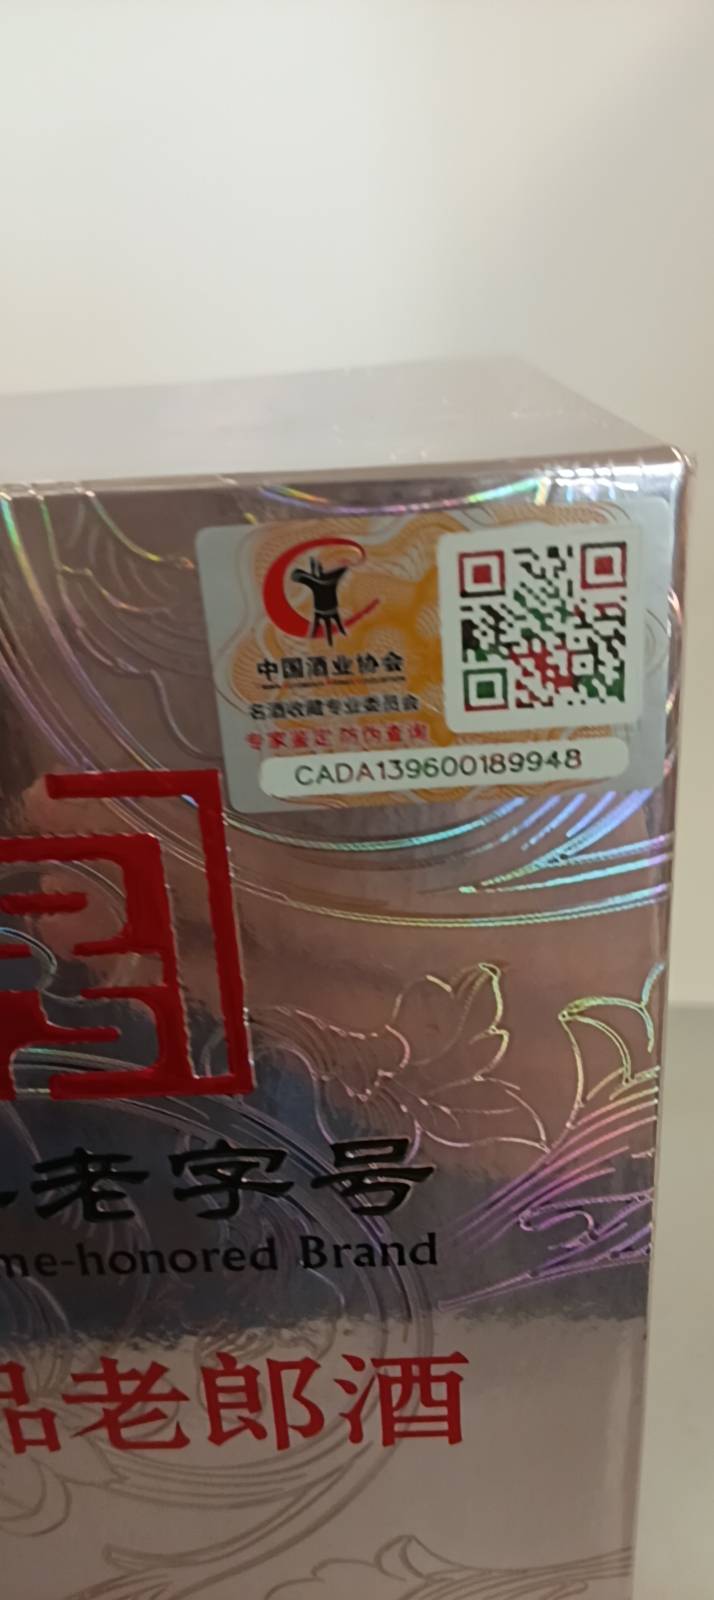 中国酒业协会
名酒收藏专业委员会
专家鉴定 防伪查询
CADA139600189948
老字号
me-honored Brand
品老郎酒